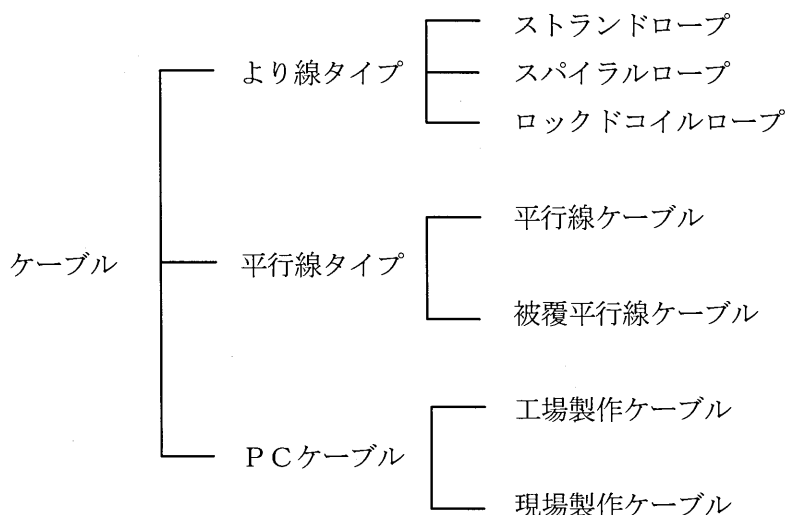 ストランドロープ
より線タイプ
スパイラルロープ
ロックドコイルロープ
平行線ケーブル
ケーブル
平行線タイプ
被覆平行線ケーブル
工場製作ケーブル
ＰＣケーブル
現場製作ケーブル